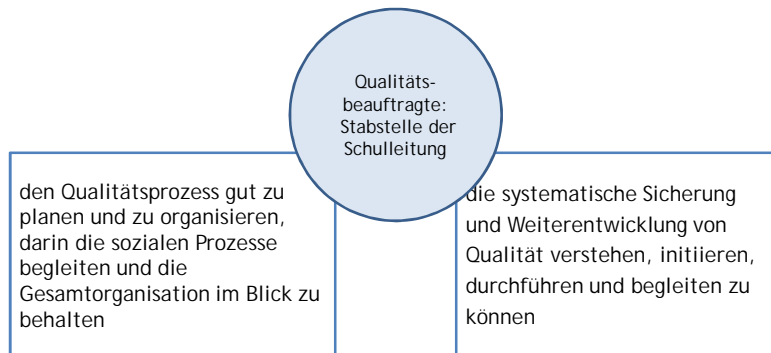 Qualitäts-
beauftragte:
Stabstelle der
Schulleitung
den Qualitätsprozess gut zu
planen und zu organisieren,
darin die sozialen Prozesse
begleiten und die
Gesamtorganisation im Blick zu
behalten
die systematische Sicherung
und Weiterentwicklung von
Qualität verstehen, initiieren,
durchführen und begleiten zu
können